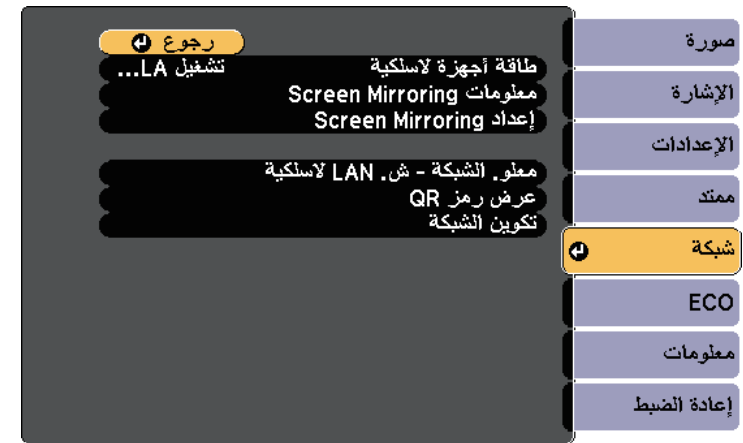 صورة
الإشارة
الإعدادات
ممتد
شبكة
ECO
معلومات
إعادة الضبط
رجوع
طاقة أجهزة لاسلكية تشغيل LA...
معلومات Screen Mirroring
إعداد Screen Mirroring
معلو. الشبكة - ش. LAN لاسلكية
عرض رمز QR
تكوين الشبكة